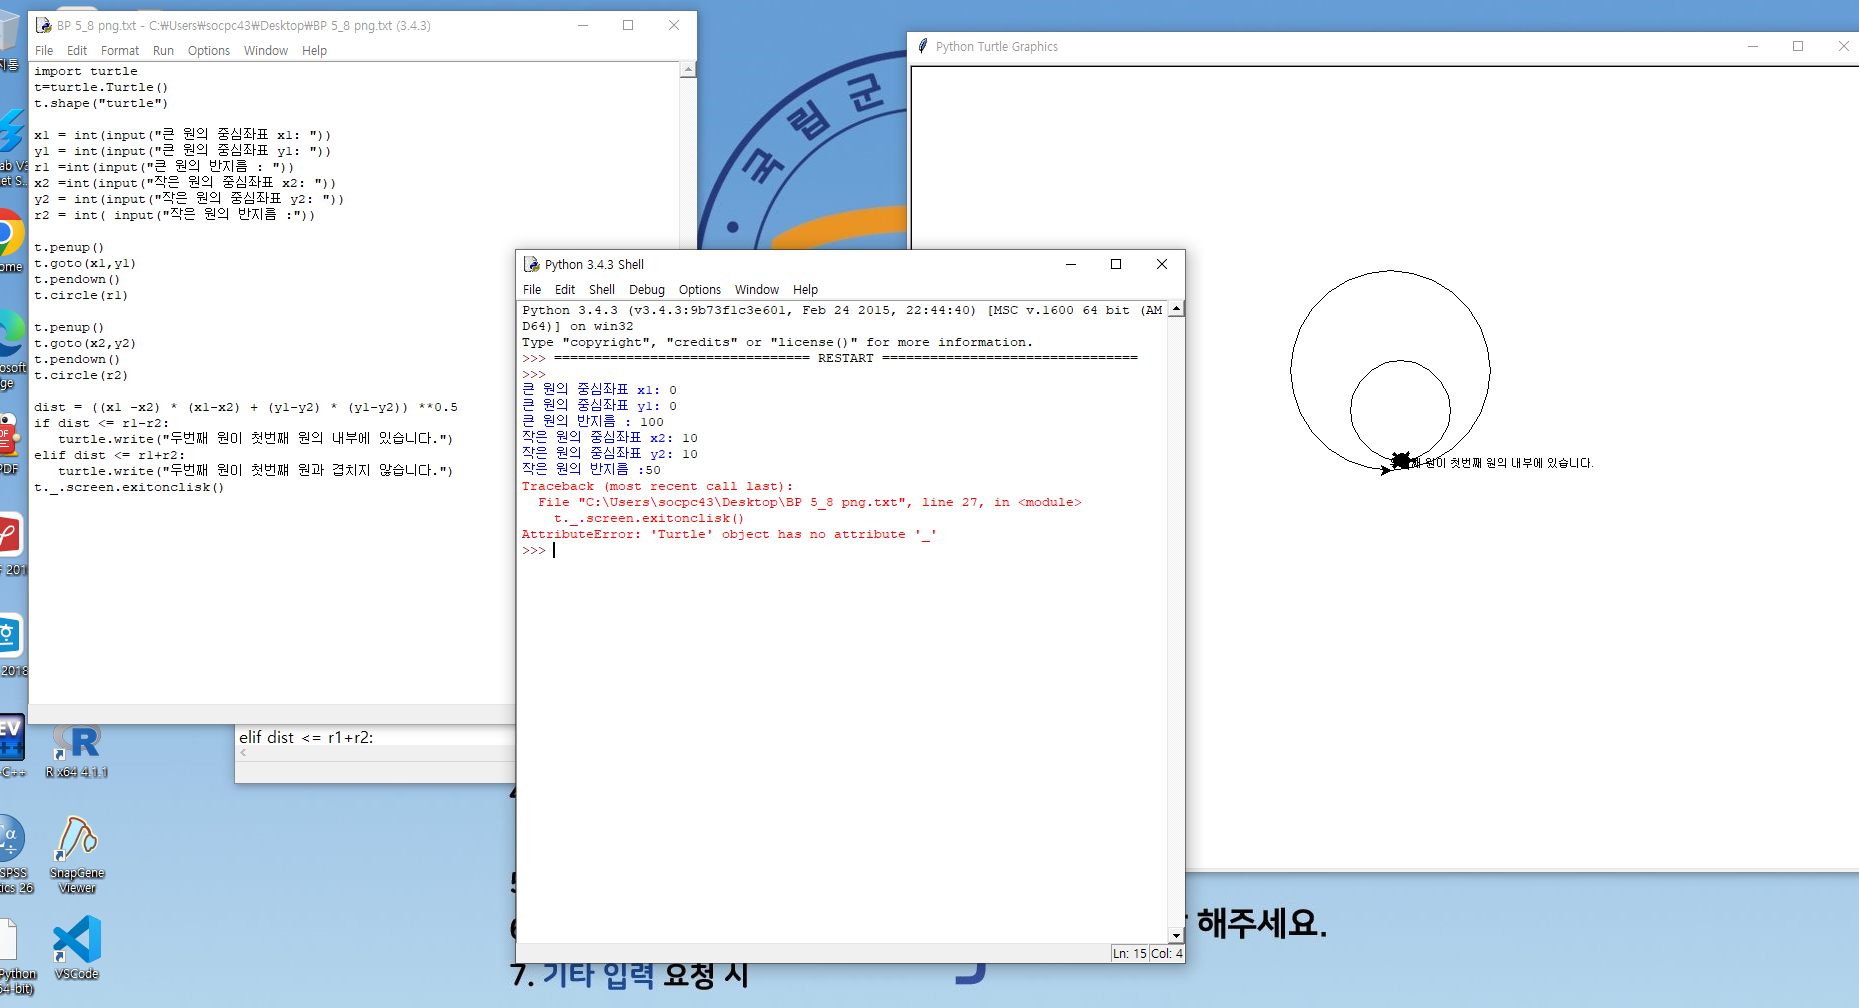 BP 5_8 png.txt - C:₩Users₩socpc43₩Desktop₩BP 5_8 png.txt (3.4.3)
File Edit Format Run Options Window Help
import turtle
t=turtle.Turtle()
t.shape("turtle")
x1 = int(input("큰 원의 중심좌표 x1: "))
y1 = int(input("큰 원의 중심좌표 y1: "))
r1 =int(input("큰 원의 반지름 : "))
x2 =int(input("작은 원의 중심좌표 x2: "))
y2 = int(input("작은 원의 중심좌표 y2: "))
r2 = int( input("작은 원의 반지름 :"))
t.penup()
t.goto(x1,y1)
t.pendown()
t.circle(r1)
t.penup()
t.goto(x2,y2)
t.pendown()
t.circle(r2)
dist = ((x1 -x2) * (x1-x2) + (y1-y2) * (y1-y2)) **0.5
if dist <= r1-r2:
turtle.write("두번째 원이 첫번째 원의 내부에 있습니다.")
elif dist <= r1+r2:
turtle.write("두번째 원이 첫번째 원과 겹치지 않습니다.")
t._.screen.exitonclisk()
elif dist <= r1+r2:
Python 3.4.3 Shell
File Edit Shell Debug Options Window Help
Python 3.4.3 (v3.4.3:9b73f1c3e601, Feb 24 2015, 22:44:40) [MSC v.1600 64 bit (AM
D64)] on win32
Type "copyright", "credits" or "license()" for more information.
>>> ================================ RESTART ================================
>>>
큰 원의 중심좌표 x1: 0
큰 원의 중심좌표 y1: 0
큰 원의 반지름 : 100
작은 원의 중심좌표 x2: 10
작은 원의 중심좌표 y2: 10
작은 원의 반지름 :50
Traceback (most recent call last):
File "C:\Users\socpc43\Desktop\BP 5_8 png.txt", line 27, in <module>
t._.screen.exitonclisk()
AttributeError: 'Turtle' object has no attribute '_'
>>>
Ln: 15 Col: 4
Python Turtle Graphics
원이 첫번째 원의 내부에 있습니다.
국립군
해주세요.
7. 기타 입력 요청 시
R x64 4.1.1
SnapGene
Viewer
VSCode
SPSS